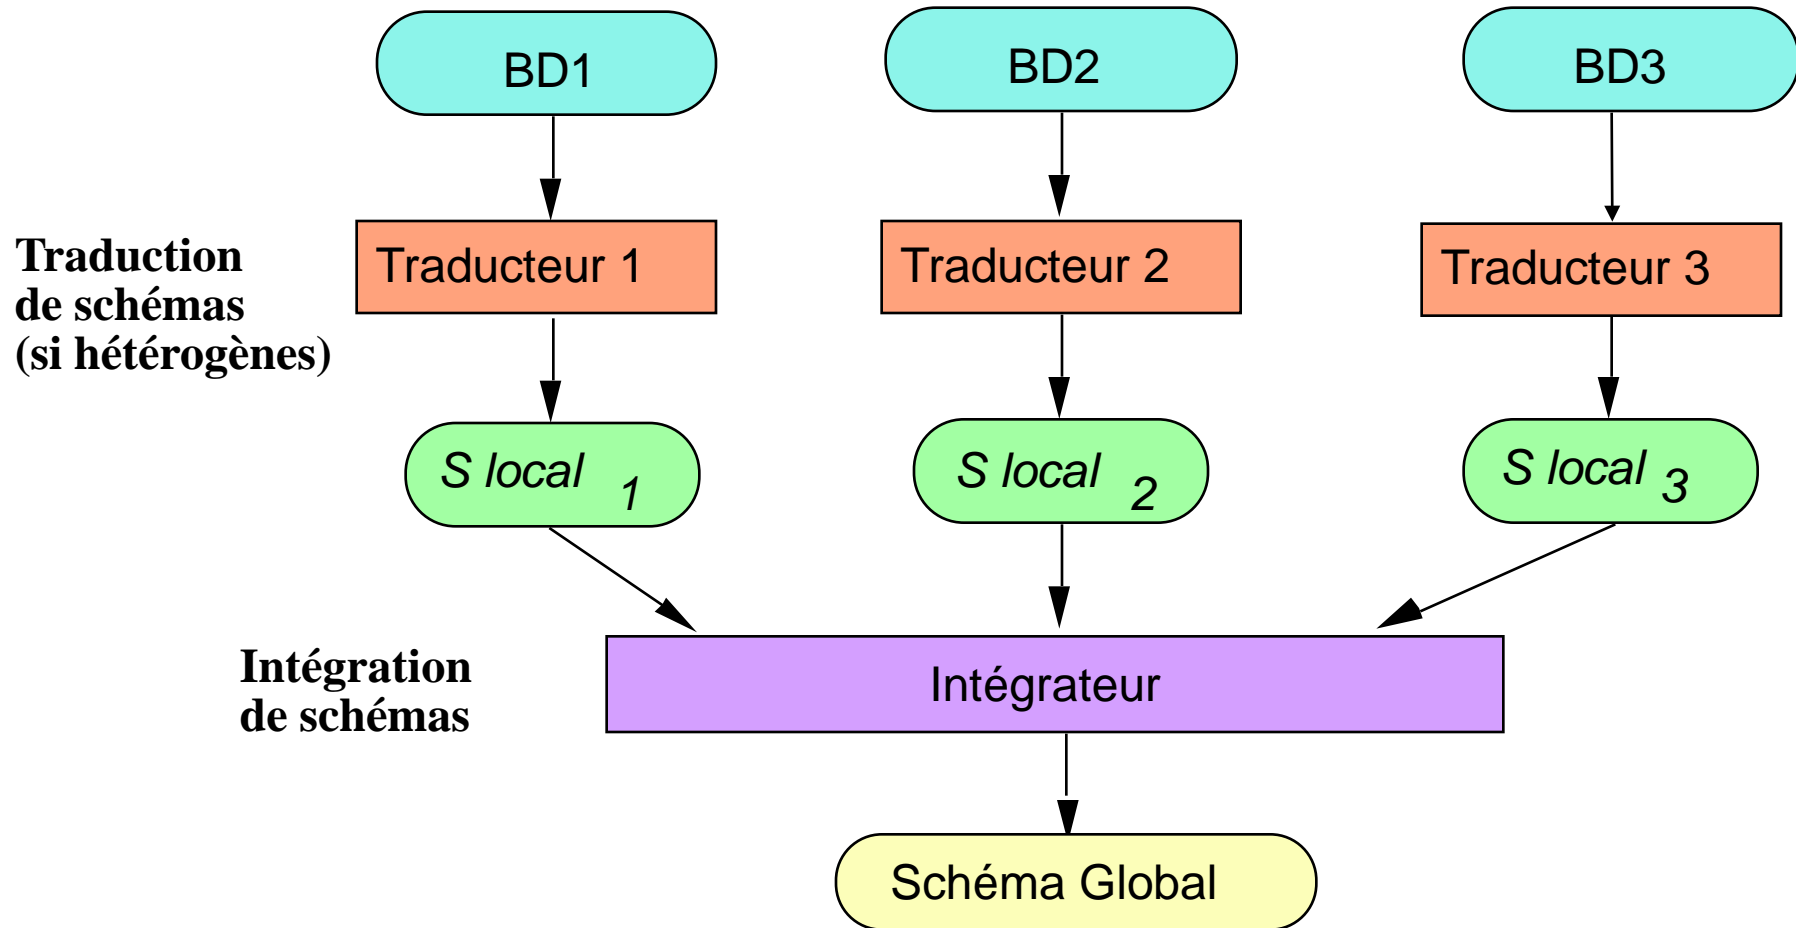 BD1
BD2
BD3
Traduction
de schémas
(si hétérogènes)
Traducteur 1
Traducteur 2
Traducteur 3
S local 1
S local 2
S local 3
Intégration
de schémas
Intégrateur
Schéma Global